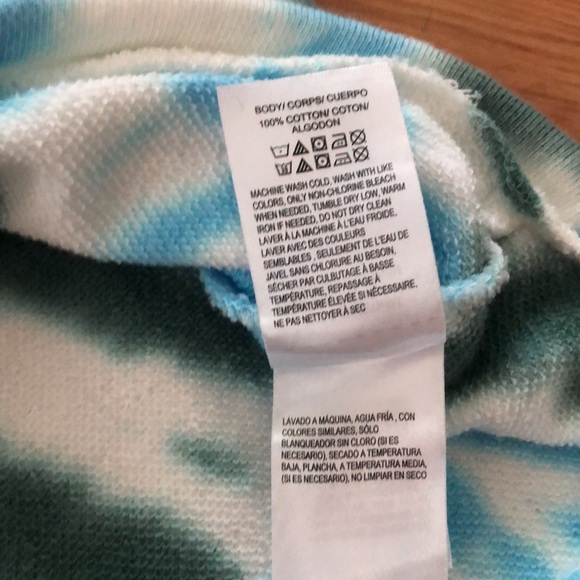 BODY/ CORPS/ CUERPO
100% COTTON/ COTON/
ALGODON
MACHINE WASH COLD, WASH WITH LIKE
COLORS, ONLY NON-CHLORINE BLEACH
WHEN NEEDED, TUMBLE DRY LOW, WARM
IRON IF NEEDED, DO NOT DRY CLEAN
LAVER À LA MACHINE À L'EAU FROIDE,
LAVER AVEC DES COULEURS
SEMBLABLES , SEULEMENT DE L'EAU DE
JAVEL SANS CHLORURE AU BESOIN,
SÉCHER PAR CULBUTAGE À BASSE
TEMPÉRATURE, REPASSAGE À
TEMPÉRATURE ÉLEVÉE SI NÉCESSAIRE,
NE PAS NETTOYER À SEC
LAVADO A MÁQUINA, AGUA FRÍA , CON
COLORES SIMILARES, SÓLO
BLANQUEADOR SIN CLORO (SI ES
NECESARIO), SECADO A TEMPERATURA
BAJA, PLANCHA, A TEMPERATURA MEDIA,
(SI ES NECESARIO), NO LIMPIAR EN SECO